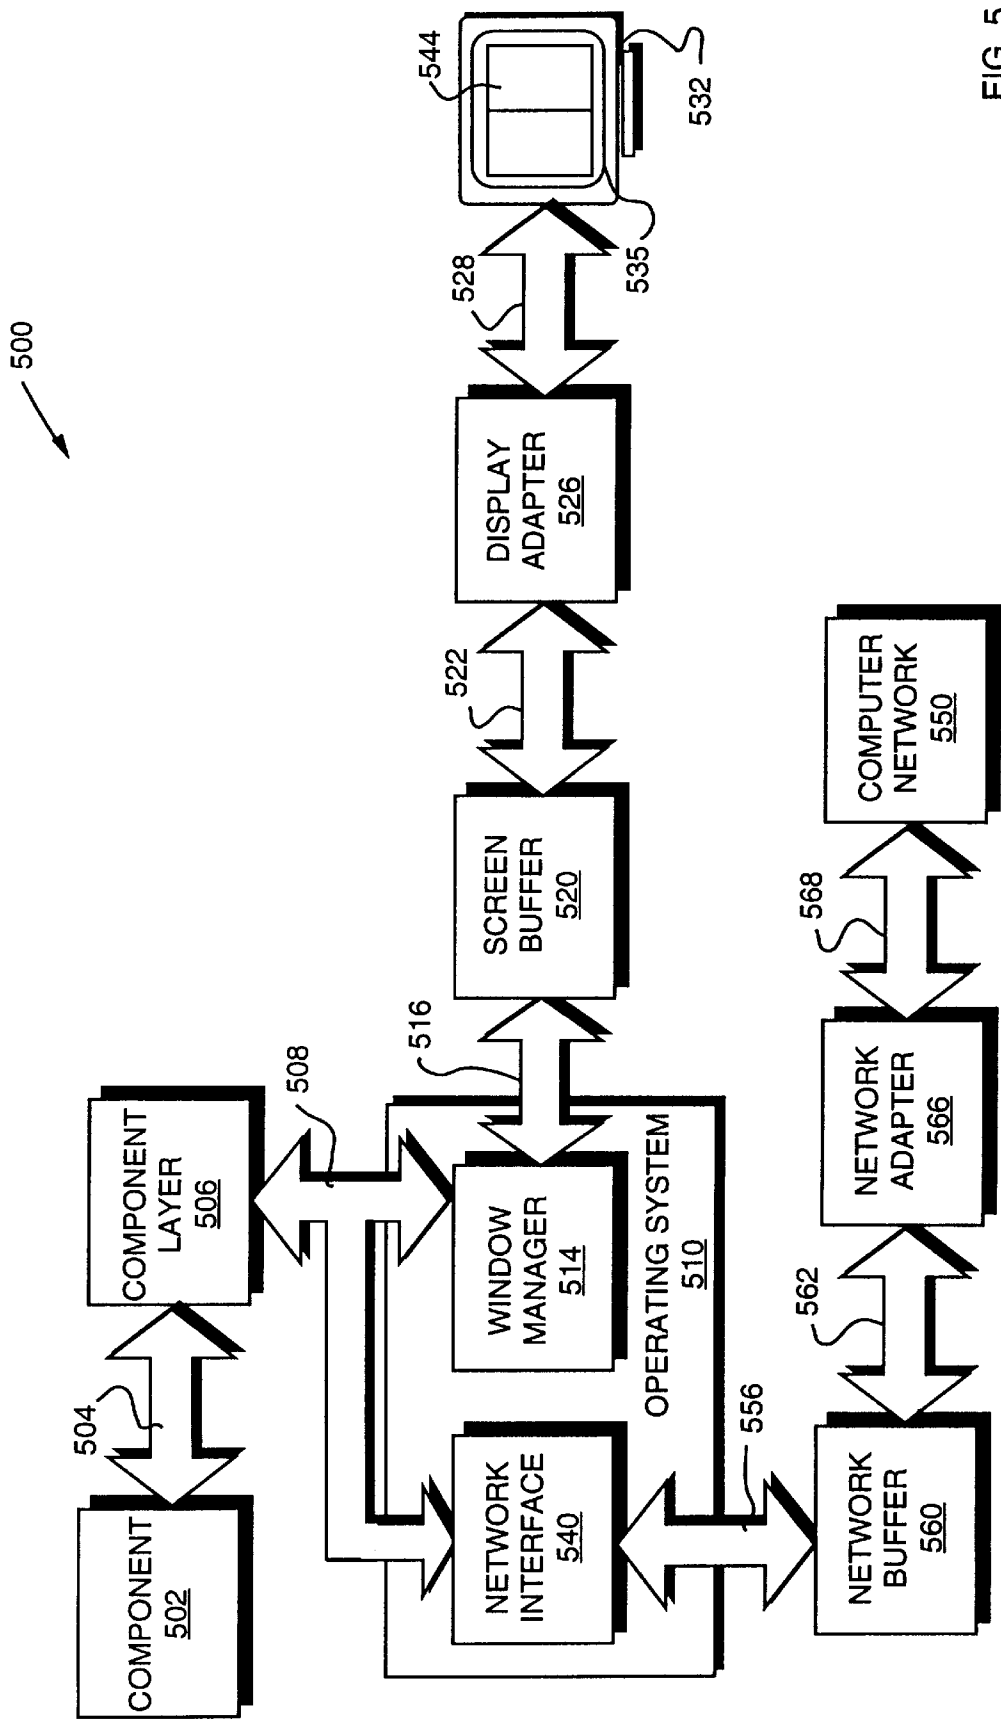 500
COMPONENT
502
504
COMPONENT
LAYER
506
508
NETWORK
INTERFACE
540
WINDOW
MANAGER
514
OPERATING SYSTEM
510
516
SCREEN
BUFFER
520
522
DISPLAY
ADAPTER
526
528
544
535
532
556
NETWORK
BUFFER
560
562
NETWORK
ADAPTER
566
568
COMPUTER
NETWORK
550
FIG. 5